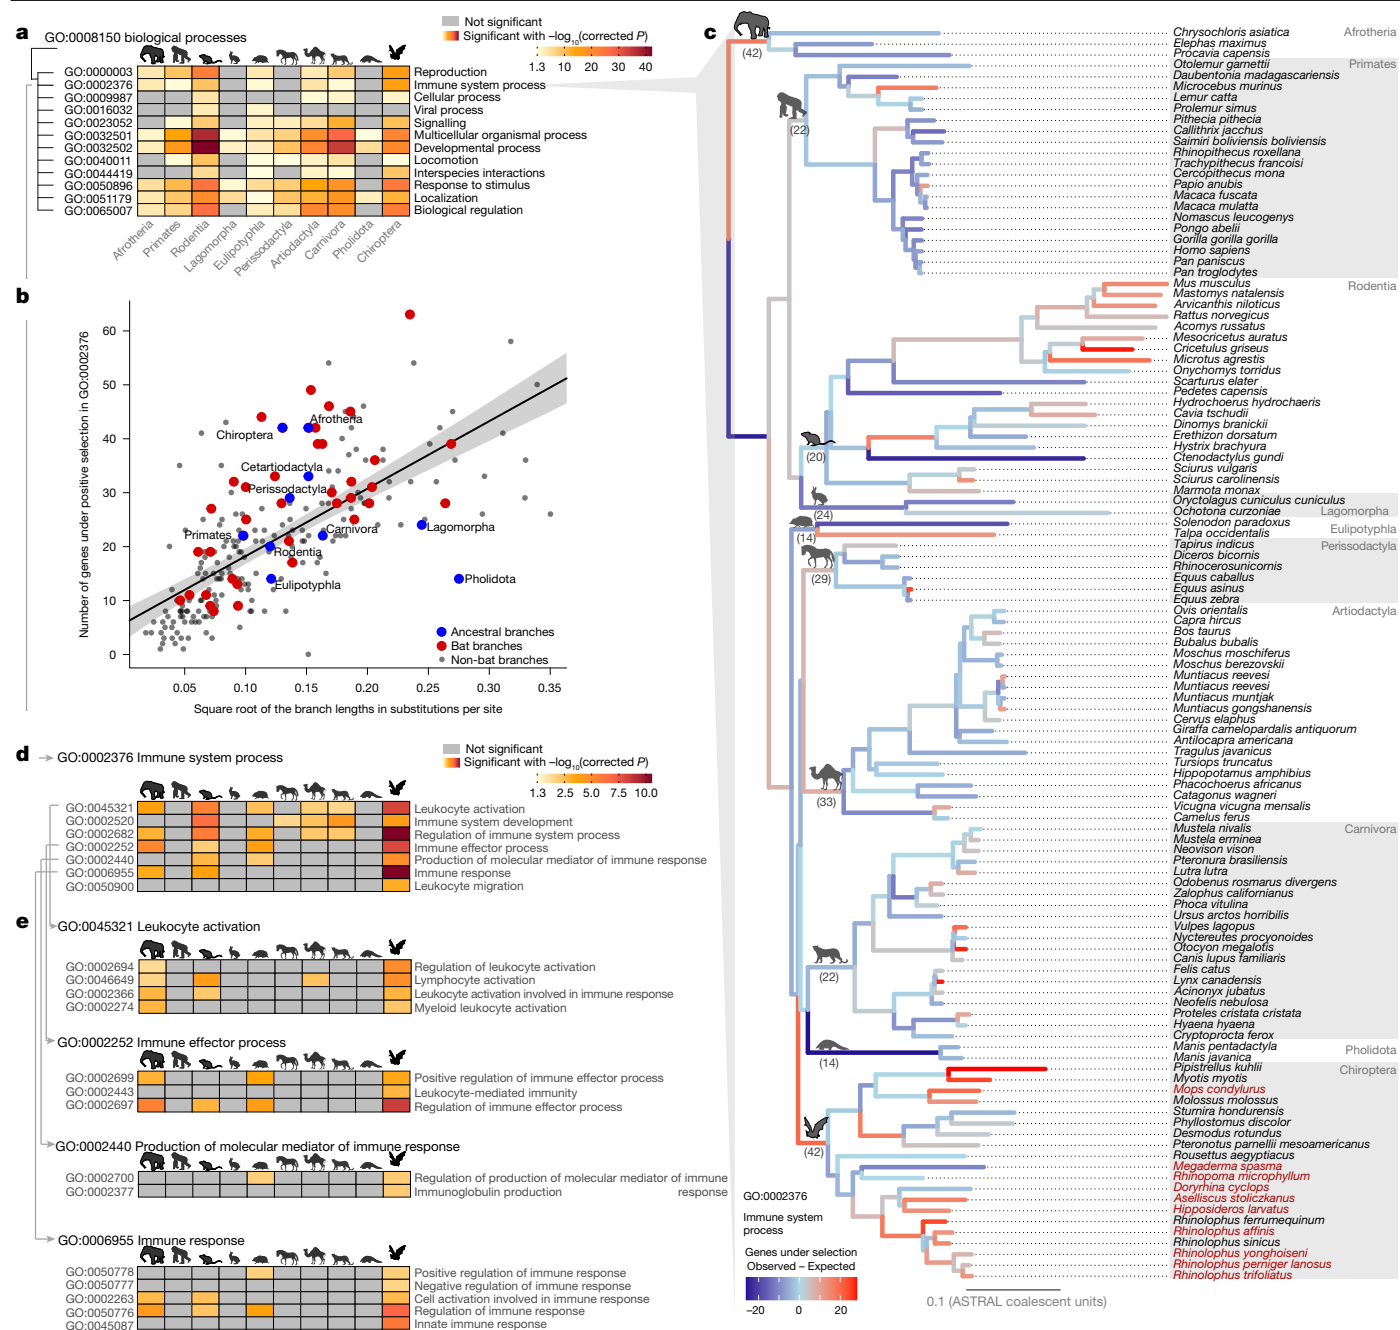 a
GO:0008150 biological processes
Not significant
Significant with –log10(corrected P)
1.3 10 20 30 40
GO:0000003 Reproduction
GO:0002376 Immune system process
GO:0009987 Cellular process
GO:0016032 Viral process
GO:0023052 Signalling
GO:0032501 Multicellular organismal process
GO:0032502 Developmental process
GO:0040011 Locomotion
GO:0044419 Interspecies interactions
GO:0050896 Response to stimulus
GO:0051179 Localization
GO:0065007 Biological regulation
Afrotheria
Primates
Rodentia
Lagomorpha
Eulipotyphla
Perissodactyla
Artiodactyla
Carnivora
Pholidota
Chiroptera
b
Number of genes under positive selection in GO:0002376
60
50
40
30
20
10
0
Afrotheria
Chiroptera
Cetartiodactyla
Perissodactyla
Primates
Carnivora
Lagomorpha
Rodentia
Eulipotyphla
Pholidota
Ancestral branches
Bat branches
Non-bat branches
0.05 0.10 0.15 0.20 0.25 0.30 0.35
Square root of the branch lengths in substitutions per site
c
(42)
(22)
(20)
(24)
(14)
(29)
(33)
(22)
(14)
(42)
Chrysochloris asiatica Afrotheria
Elephas maximus
Procavia capensis
Otolemur garnettii Primates
Daubentonia madagascariensis
Microcebus murinus
Lemur catta
Prolemur simus
Pithecia pithecia
Callithrix jacchus
Saimiri boliviensis boliviensis
Rhinopithecus roxellana
Trachypithecus francoisi
Cercopithecus mona
Papio anubis
Macaca fuscata
Macaca mulatta
Nomascus leucogenys
Pongo abelii
Gorilla gorilla gorilla
Homo sapiens
Pan paniscus
Pan troglodytes
Mus musculus Rodentia
Mastomys natalensis
Arvicanthis niloticus
Rattus norvegicus
Acomys russatus
Mesocricetus auratus
Cricetulus griseus
Microtus agrestis
Onychomys torridus
Scarturus elater
Pedetes capensis
Hydrochoerus hydrochaeris
Cavia tschudii
Dinomys branickii
Erethizon dorsatum
Hystrix brachyura
Ctenodactylus gundi
Sciurus vulgaris
Sciurus carolinensis
Marmota monax
Oryctolagus cuniculus cuniculus
Ochotona curzoniae Lagomorpha
Solenodon paradoxus
Talpa occidentalis Eulipotyphla
Tapirus indicus Perissodactyla
Diceros bicornis
Rhinocerosunicornis
Equus caballus
Equus asinus
Equus zebra
Ovis orientalis Artiodactyla
Capra hircus
Bos taurus
Bubalus bubalis
Moschus moschiferus
Moschus berezovskii
Muntiacus reevesi
Muntiacus reevesi
Muntiacus muntjak
Muntiacus gongshanensis
Cervus elaphus
Giraffa camelopardalis antiquorum
Antilocapra americana
Tragulus javanicus
Tursiops truncatus
Hippopotamus amphibius
Phacochoerus africanus
Catagonus wagneri
Vicugna vicugna mensalis
Camelus ferus
Mustela nivalis Carnivora
Mustela erminea
Neovison vison
Pteronura brasiliensis
Lutra lutra
Odobenus rosmarus divergens
Zalophus californianus
Phoca vitulina
Ursus arctos horribilis
Vulpes lagopus
Nyctereutes procyonoides
Otocyon megalotis
Canis lupus familiaris
Felis catus
Lynx canadensis
Acinonyx jubatus
Neofelis nebulosa
Proteles cristata cristata
Hyaena hyaena
Cryptoprocta ferox
Manis pentadactyla Pholidota
Manis javanica
Pipistrellus kuhlii Chiroptera
Myotis myotis
Mops condylurus
Molossus molossus
Sturnira hondurensis
Phyllostomus discolor
Desmodus rotundus
Pteronotus parnellii mesoamericanus
Rousettus aegyptiacus
Megaderma spasma
Rhinopoma microphyllum
Doryrhina cyclops
Aselliscus stoliczkanus
Hipposideros larvatus
Rhinolophus ferrumequinum
Rhinolophus affinis
Rhinolophus sinicus
Rhinolophus yonghoiseni
Rhinolophus perniger lanosus
Rhinolophus trifoliatus
GO:0002376
Immune system
process
Genes under selection
Observed – Expected
–20 0 20
0.1 (ASTRAL coalescent units)
d
GO:0002376 Immune system process
Not significant
Significant with –log10(corrected P)
1.3 2.5 5.0 7.5 10.0
GO:0045321 Leukocyte activation
GO:0002520 Immune system development
GO:0002682 Regulation of immune system process
GO:0002252 Immune effector process
GO:0002440 Production of molecular mediator of immune response
GO:0006955 Immune response
GO:0050900 Leukocyte migration
e
GO:0045321 Leukocyte activation
GO:0002694 Regulation of leukocyte activation
GO:0046649 Lymphocyte activation
GO:0002366 Leukocyte activation involved in immune response
GO:0002274 Myeloid leukocyte activation
GO:0002252 Immune effector process
GO:0002699 Positive regulation of immune effector process
GO:0002443 Leukocyte-mediated immunity
GO:0002697 Regulation of immune effector process
GO:0002440 Production of molecular mediator of immune response
GO:0002700 Regulation of production of molecular mediator of immune
GO:0002377 Immunoglobulin production response
GO:0006955 Immune response
GO:0050778 Positive regulation of immune response
GO:0050777 Negative regulation of immune response
GO:0002263 Cell activation involved in immune response
GO:0050776 Regulation of immune response
GO:0045087 Innate immune response